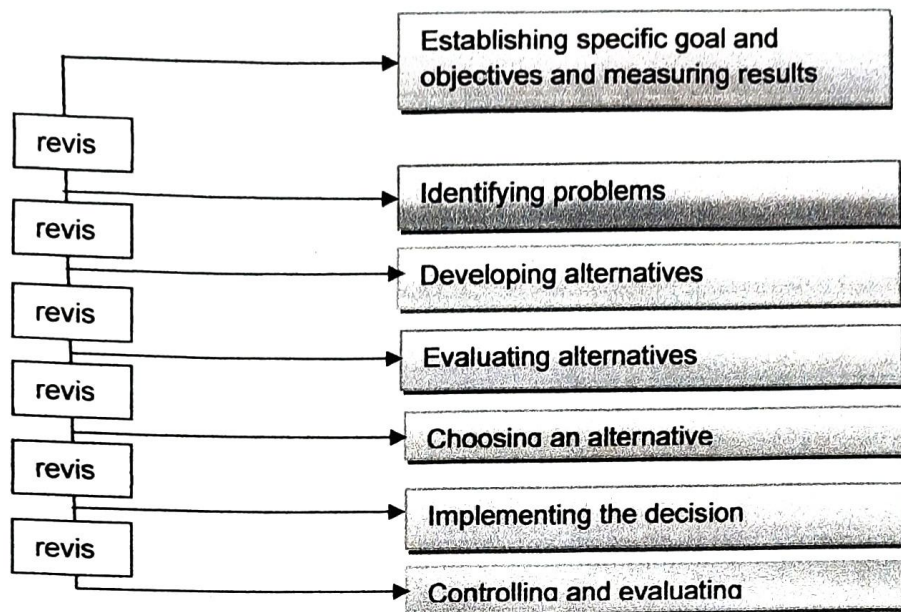 Establishing specific goal and
objectives and measuring results
revis
Identifying problems
revis
Developing alternatives
revis
Evaluating alternatives
revis
Choosing an alternative
revis
Implementing the decision
revis
Controlling and evaluating